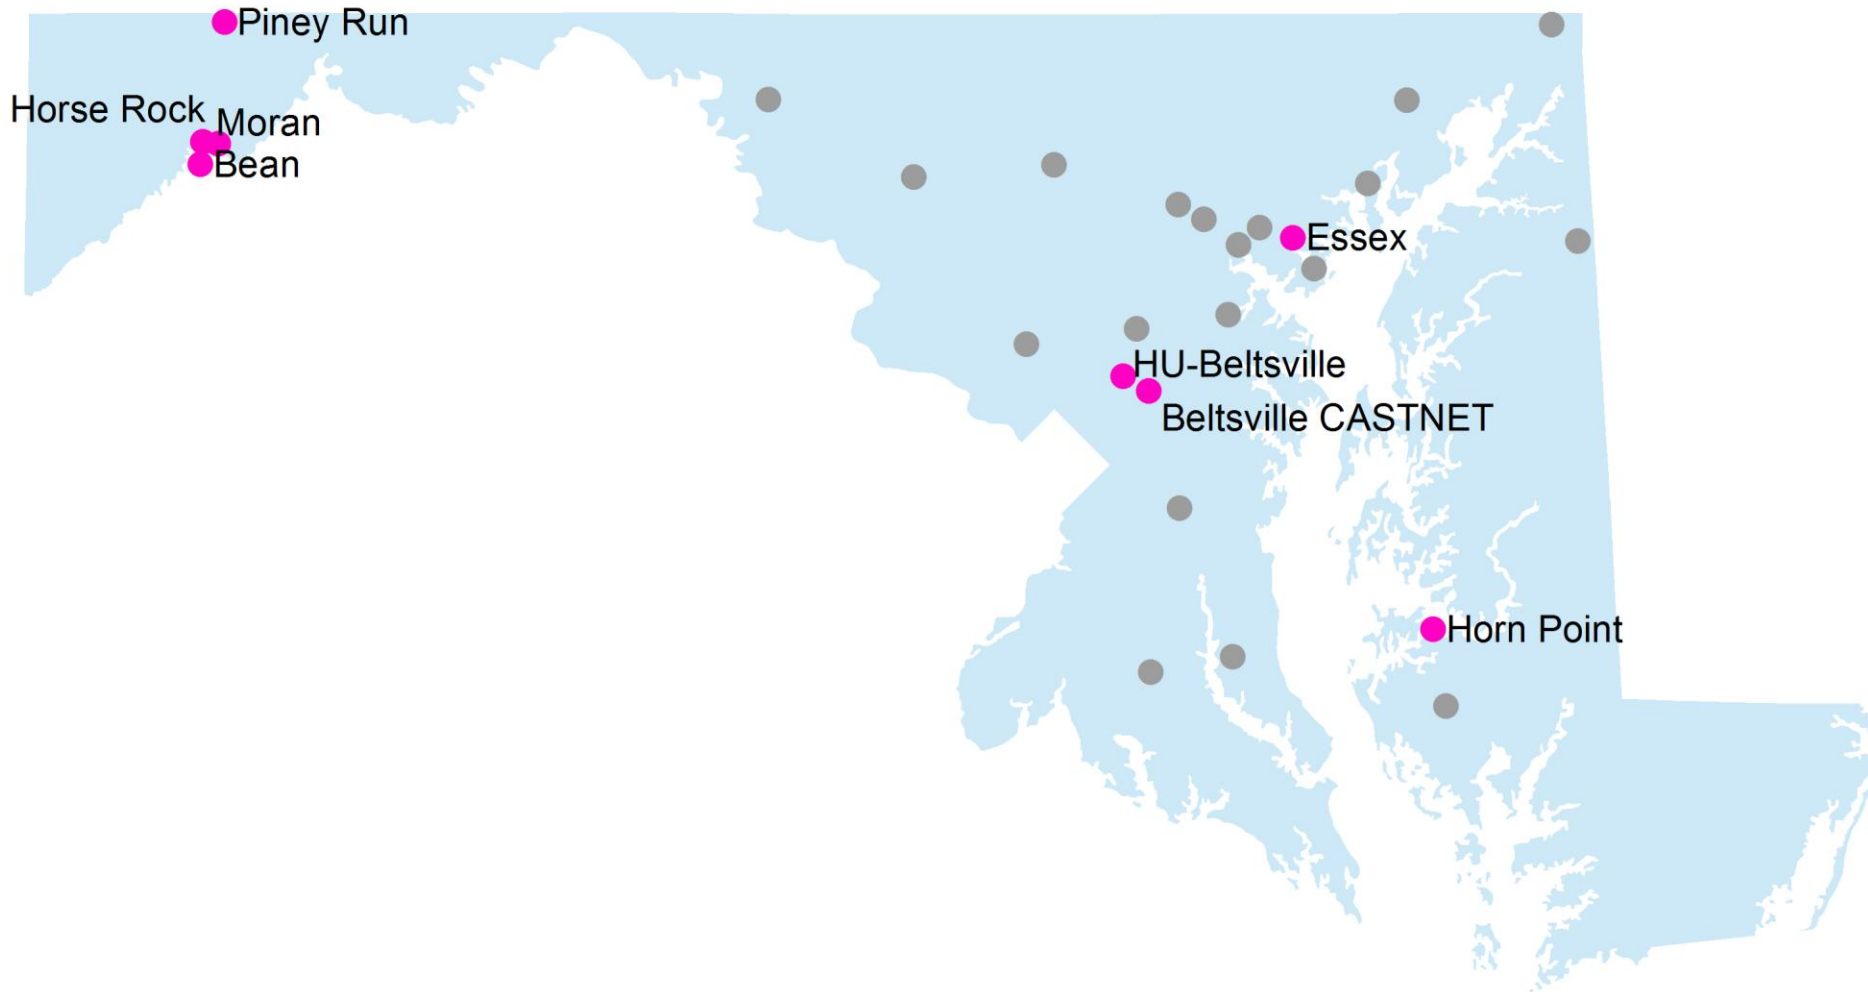 Piney Run
Horse Rock
Moran
Bean
Essex
HU-Beltsville
Beltsville CASTNET
Horn Point